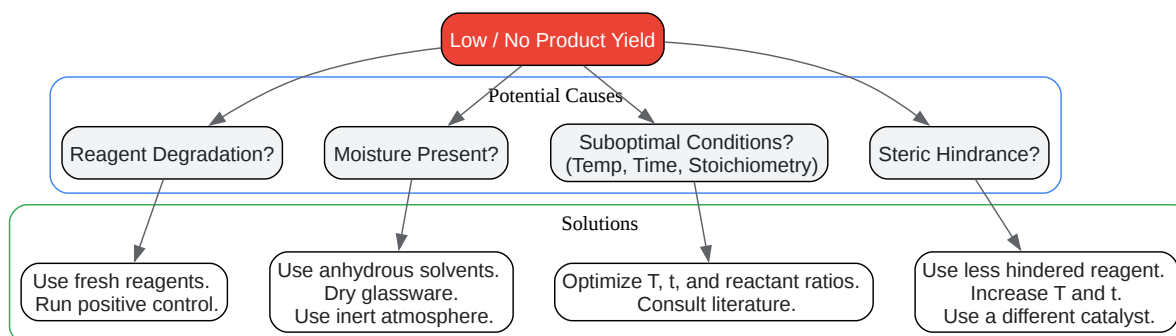 Low / No Product Yield
Potential Causes
Reagent Degradation?
Moisture Present?
Suboptimal Conditions?
(Temp, Time, Stoichiometry)
Steric Hindrance?
Solutions
Use fresh reagents.
Run positive control.
Use anhydrous solvents.
Dry glassware.
Use inert atmosphere.
Optimize T, t, and reactant ratios.
Consult literature.
Use less hindered reagent.
Increase T and t.
Use a different catalyst.